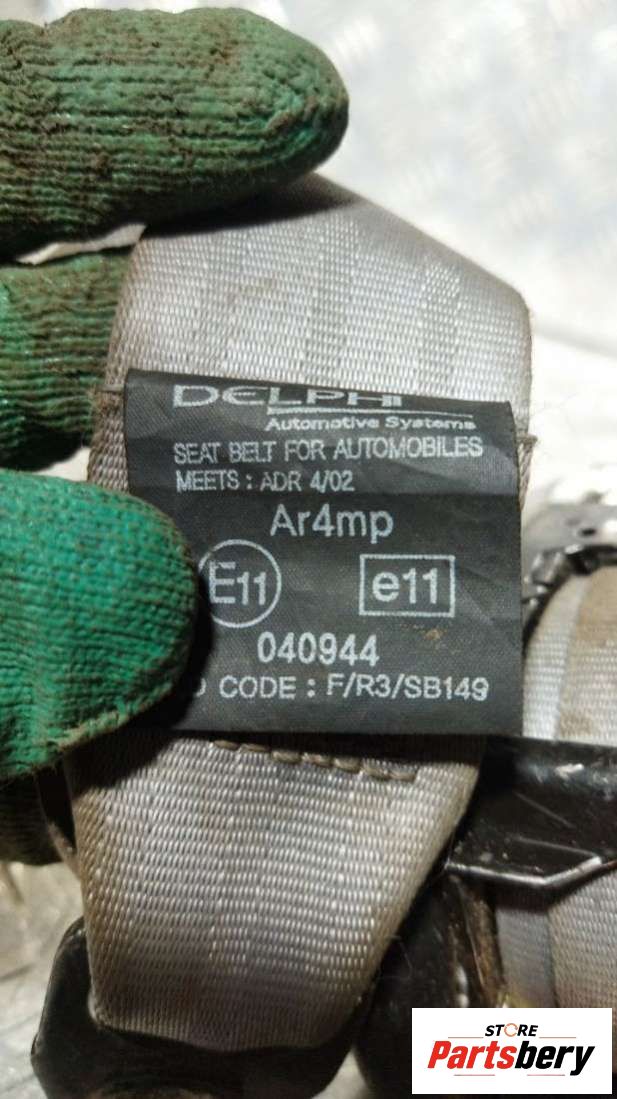 DELPHI
Automotive Systems
SEAT BELT FOR AUTOMOBILES
MEETS : ADR 4/02
Ar4mp
E11 e11
040944
CODE : F/R3/SB149
STORE
Partsbery